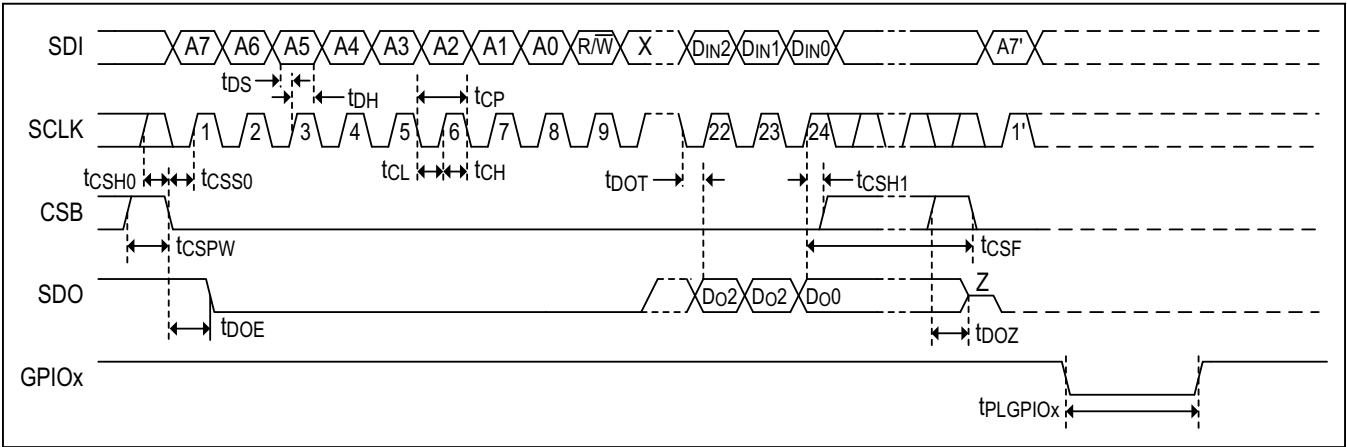 SDI A7 A6 A5 A4 A3 A2 A1 A0 R/W̅ X DIN2 DIN1 DIN0 A7'
tDS tDH tCP
SCLK 1 2 3 4 5 6 7 8 9 22 23 24 1'
tCSH0 tCSS0 tCL tCH tDOT tCSH1
CSB
tCSPW tCSF
SDO DO2 DO2 DO0 Z
tDOE tDOZ
GPIOx
tPLGPIOx